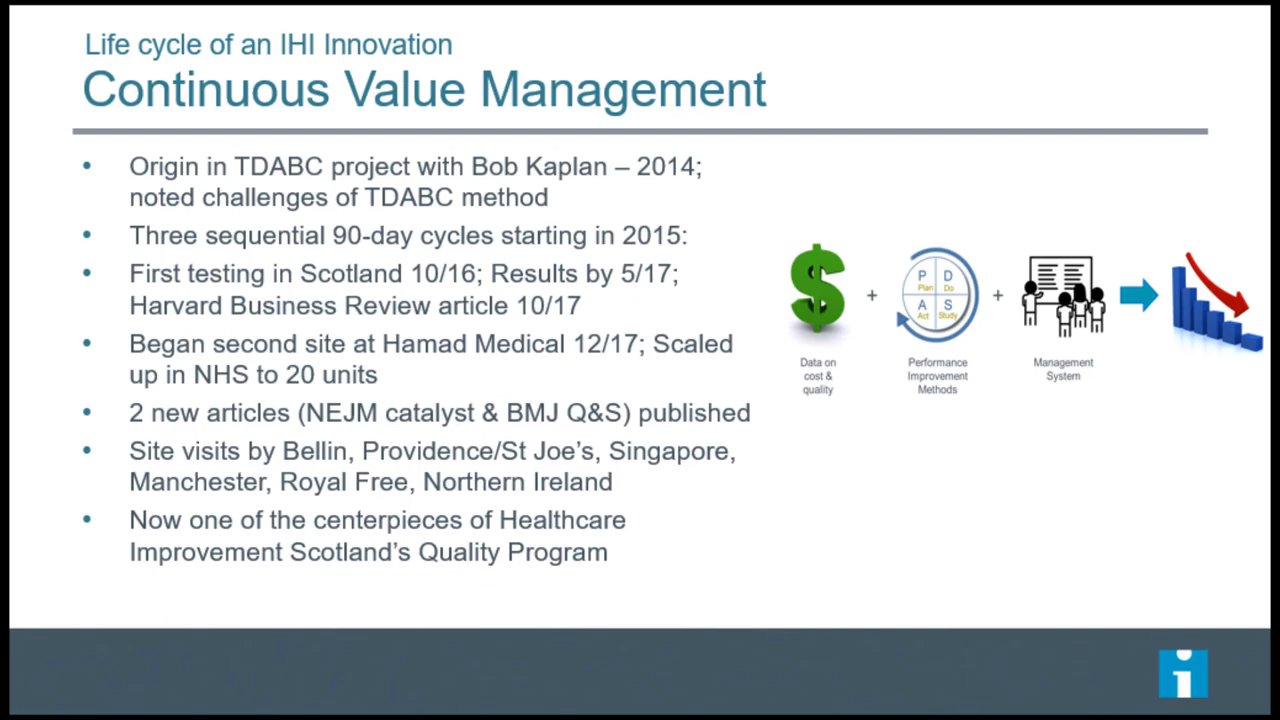 Life cycle of an IHI Innovation
Continuous Value Management
• Origin in TDABC project with Bob Kaplan – 2014;
noted challenges of TDABC method
• Three sequential 90-day cycles starting in 2015:
• First testing in Scotland 10/16; Results by 5/17;
Harvard Business Review article 10/17
• Began second site at Hamad Medical 12/17; Scaled
up in NHS to 20 units
• 2 new articles (NEJM catalyst & BMJ Q&S) published
• Site visits by Bellin, Providence/St Joe's, Singapore,
Manchester, Royal Free, Northern Ireland
• Now one of the centerpieces of Healthcare
Improvement Scotland's Quality Program
$
+
P D
Plan Do
A S
Act Study
+
Data on
cost &
quality
Performance
Improvement
Methods
Management
System
i